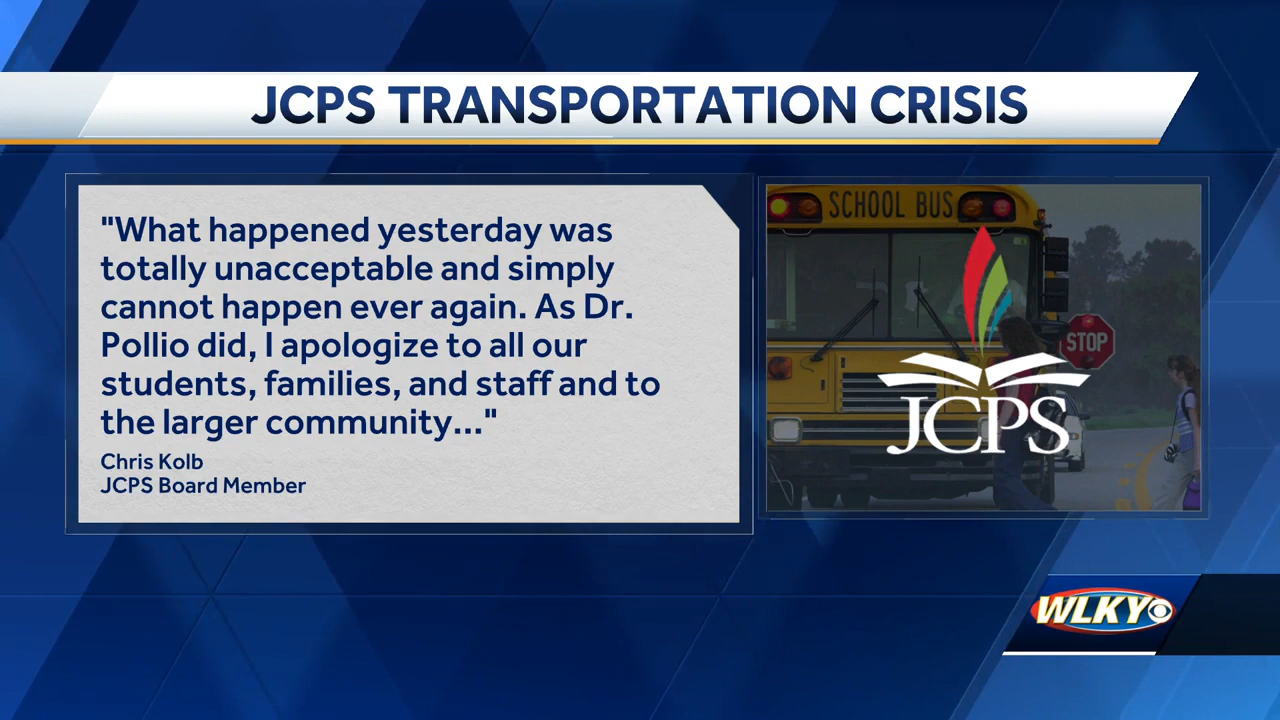 JCPS TRANSPORTATION CRISIS
"What happened yesterday was
totally unacceptable and simply
cannot happen ever again. As Dr.
Pollio did, I apologize to all our
students, families, and staff and to
the larger community..."
Chris Kolb
JCPS Board Member
SCHOOL BUS
STOP
JCPS
WLKY